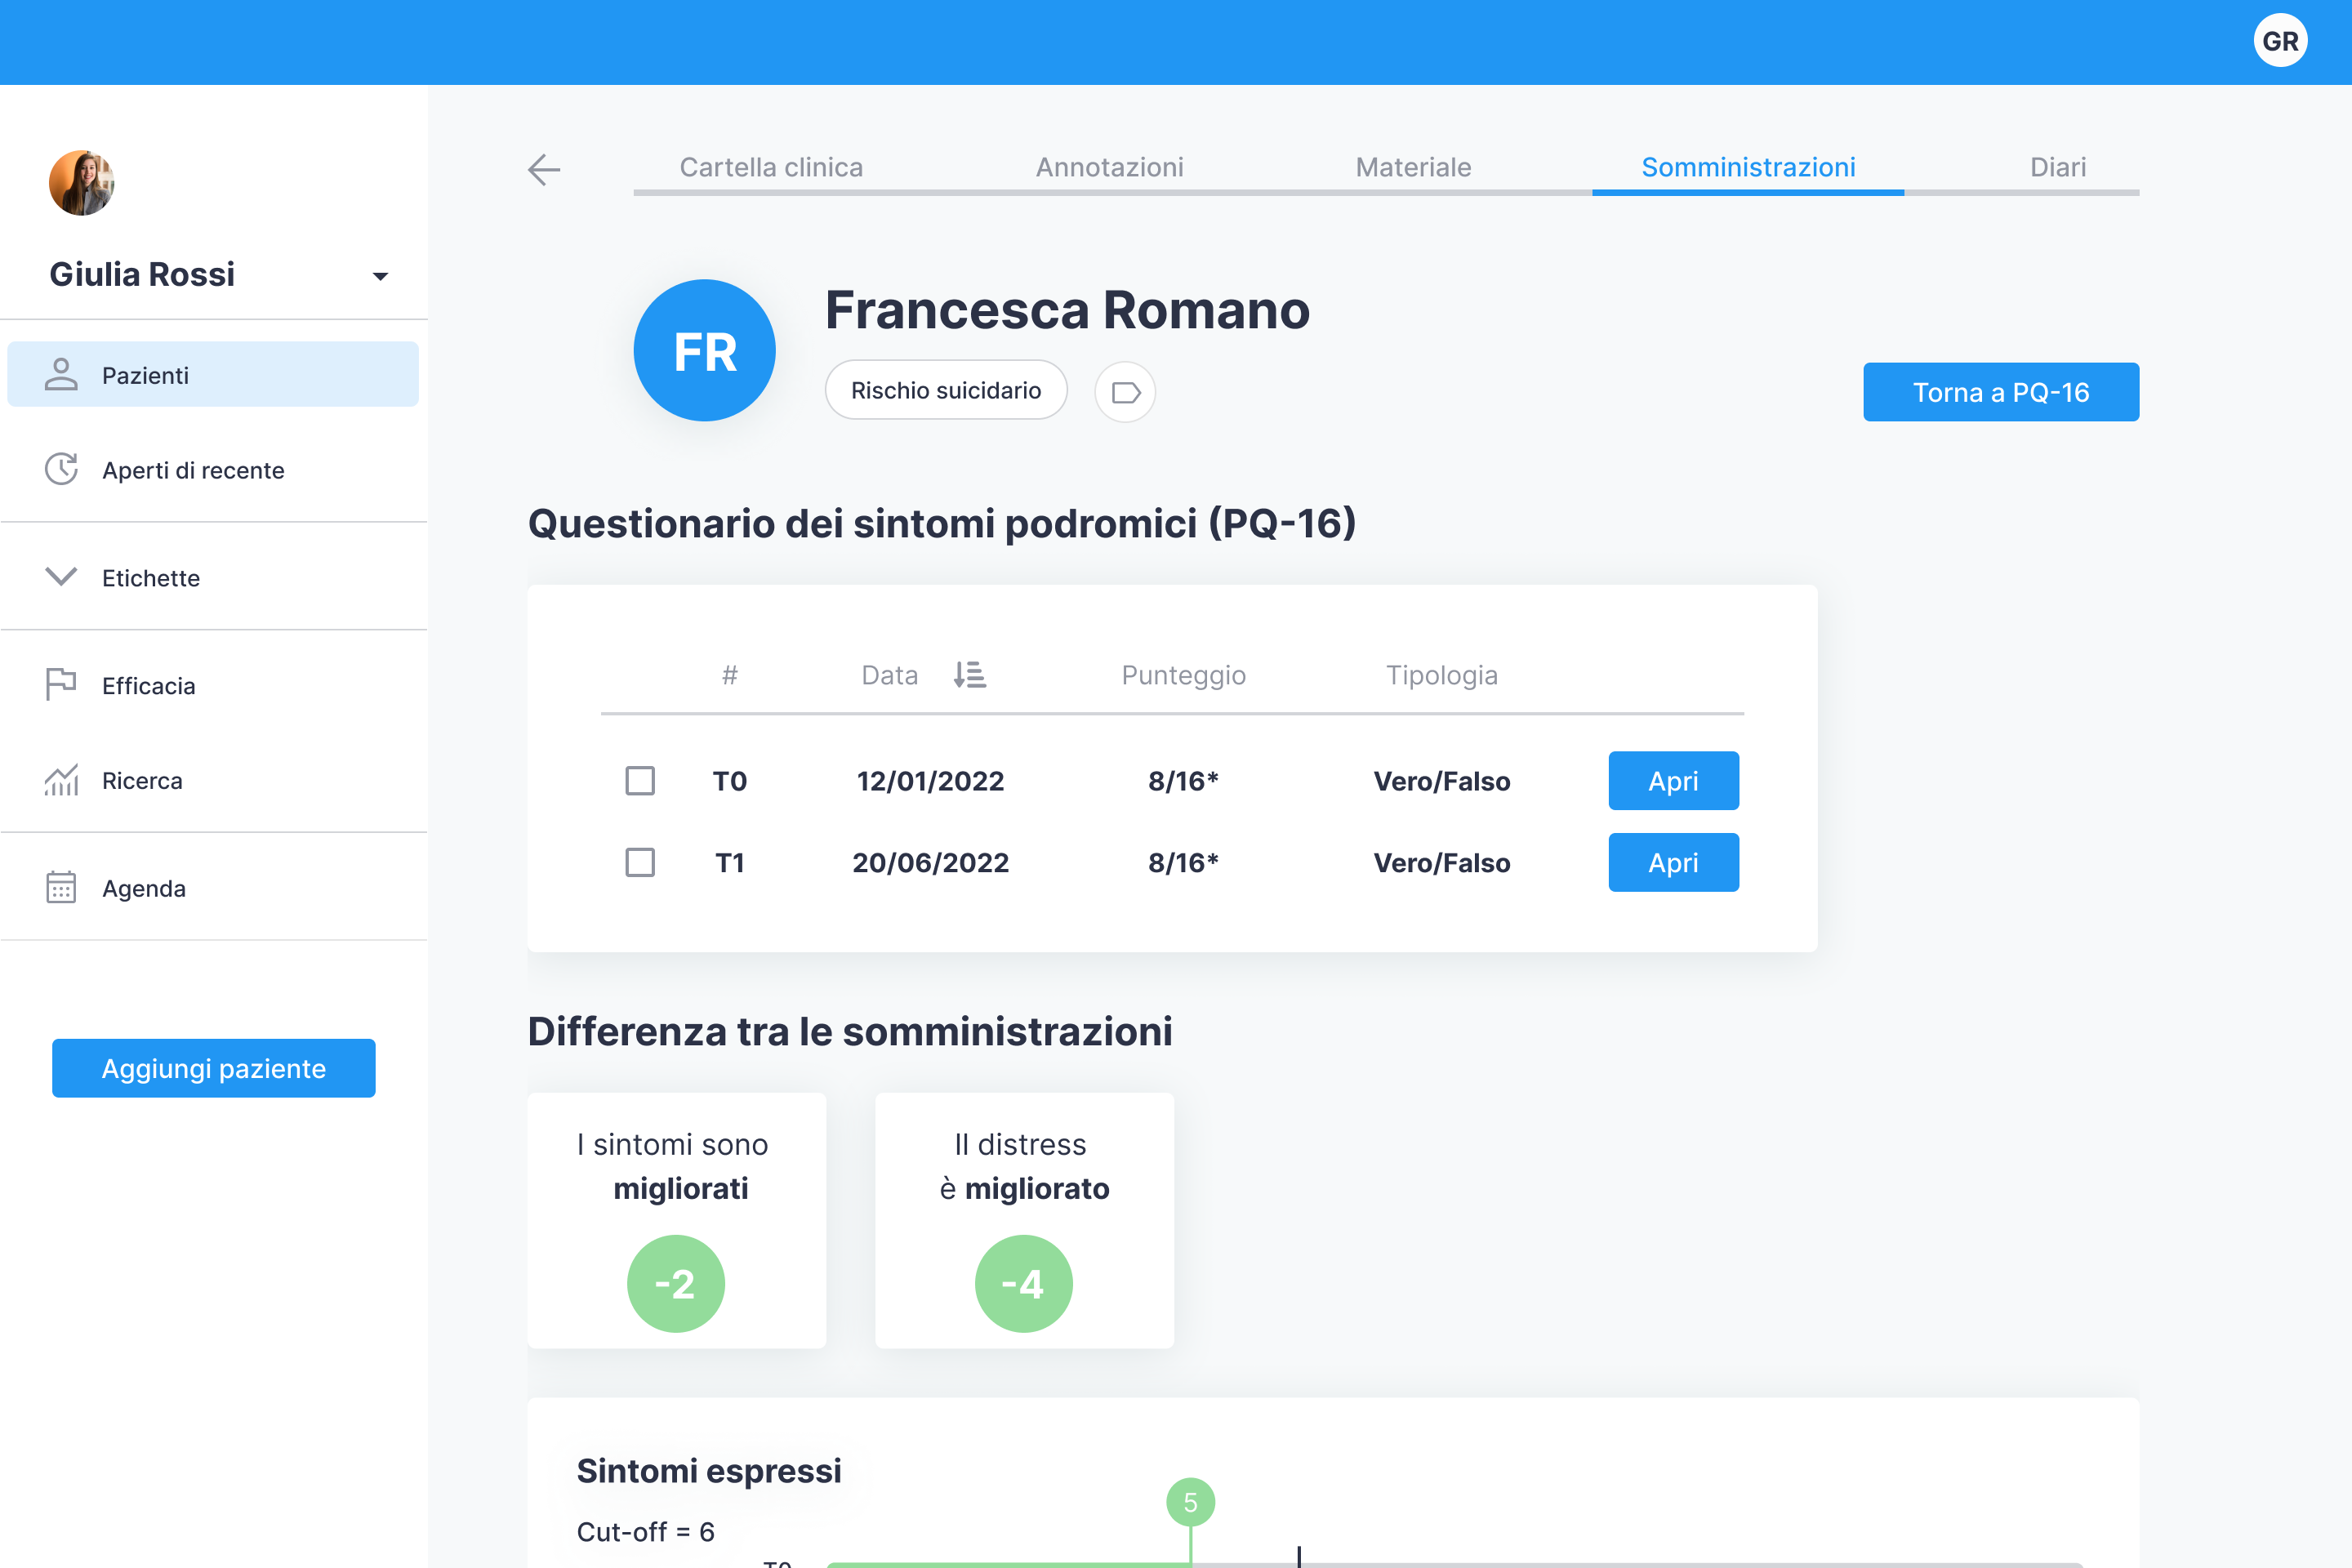 GR
Giulia Rossi
Pazienti
Aperti di recente
Etichette
Efficacia
Ricerca
Agenda
Aggiungi paziente
Cartella clinica Annotazioni Materiale Somministrazioni Diari
FR
Francesca Romano
Rischio suicidario
Torna a PQ-16
Questionario dei sintomi podromici (PQ-16)
# Data Punteggio Tipologia
T0 12/01/2022 8/16* Vero/Falso Apri
T1 20/06/2022 8/16* Vero/Falso Apri
Differenza tra le somministrazioni
I sintomi sono
migliorati
-2
Il distress
è migliorato
-4
Sintomi espressi
5
Cut-off = 6